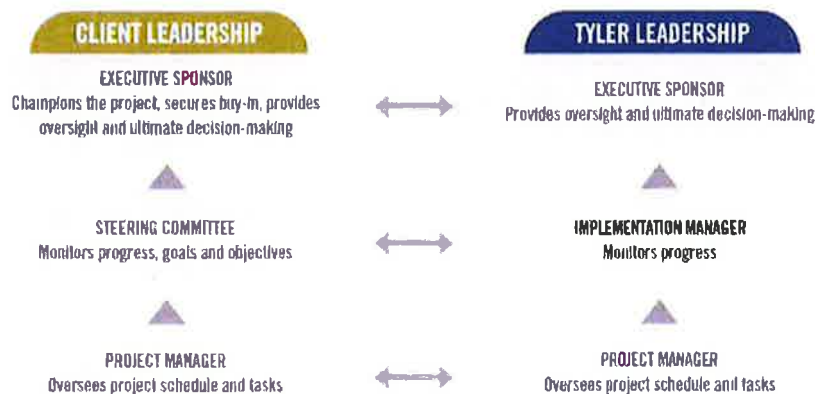 CLIENT LEADERSHIP
EXECUTIVE SPONSOR
Champions the project, secures buy-in, provides
oversight and ultimate decision-making
STEERING COMMITTEE
Monitors progress, goals and objectives
PROJECT MANAGER
Oversees project schedule and tasks
TYLER LEADERSHIP
EXECUTIVE SPONSOR
Provides oversight and ultimate decision-making
IMPLEMENTATION MANAGER
Monitors progress
PROJECT MANAGER
Oversees project schedule and tasks